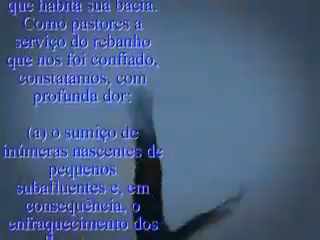 que habita sua bacia.
Como pastores a
serviço do rebanho
que nos foi confiado,
constatamos, com
profunda dor:
(a) o sumiço de
inúmeras nascentes de
pequenos
subafluentes e, em
consequência, o
enfraquecimento dos